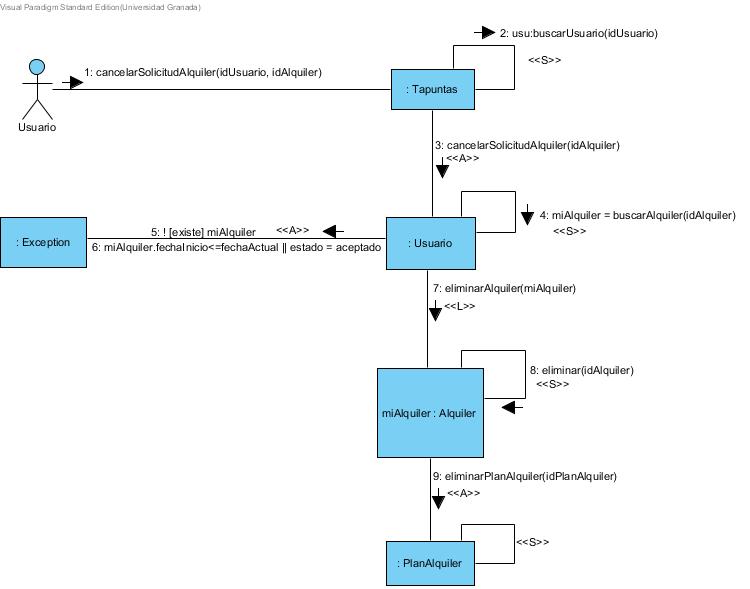 Visual Paradigm Standard Edition(Universidad Granada)
2: usu:buscarUsuario(idUsuario)
<<S>>
1: cancelarSolicitudAlquiler(idUsuario, idAlquiler)
: Tapuntas
Usuario
3: cancelarSolicitudAlquiler(idAlquiler)
<<A>>
4: miAlquiler = buscarAlquiler(idAlquiler)
<<S>>
5: ! [existe] miAlquiler
<<A>>
: Exception
: Usuario
6: miAlquiler.fechaInicio<=fechaActual || estado = aceptado
7: eliminarAlquiler(miAlquiler)
<<L>>
8: eliminar(idAlquiler)
<<S>>
miAlquiler : Alquiler
9: eliminarPlanAlquiler(idPlanAlquiler)
<<A>>
<<S>>
: PlanAlquiler